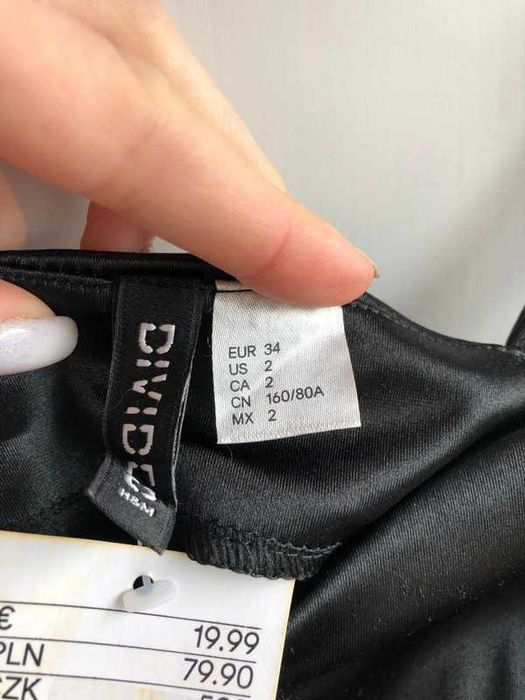 EUR 34
US 2
CA 2
CN 160/80A
MX 2
DIVIDED
H&M
€ 19.99
PLN 79.90
CZK